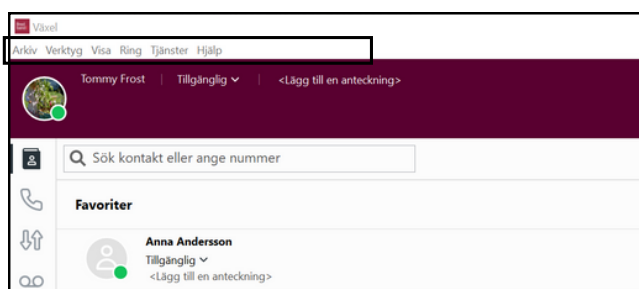 Växel
Arkiv Verktyg Visa Ring Tjänster Hjälp
Tommy Frost | Tillgänglig | <Lägg till en anteckning>
Sök kontakt eller ange nummer
Favoriter
Anna Andersson
Tillgänglig
<Lägg till en anteckning>